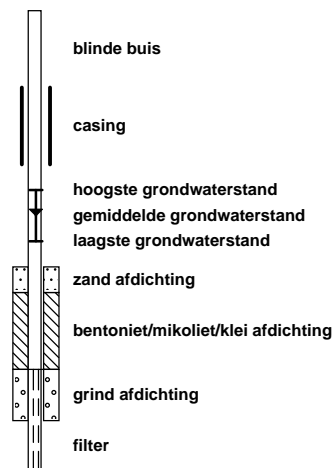 blinde buis
casing
hoogste grondwaterstand
gemiddelde grondwaterstand
laagste grondwaterstand
zand afdichting
bentoniet/mikoliet/klei afdichting
grind afdichting
filter